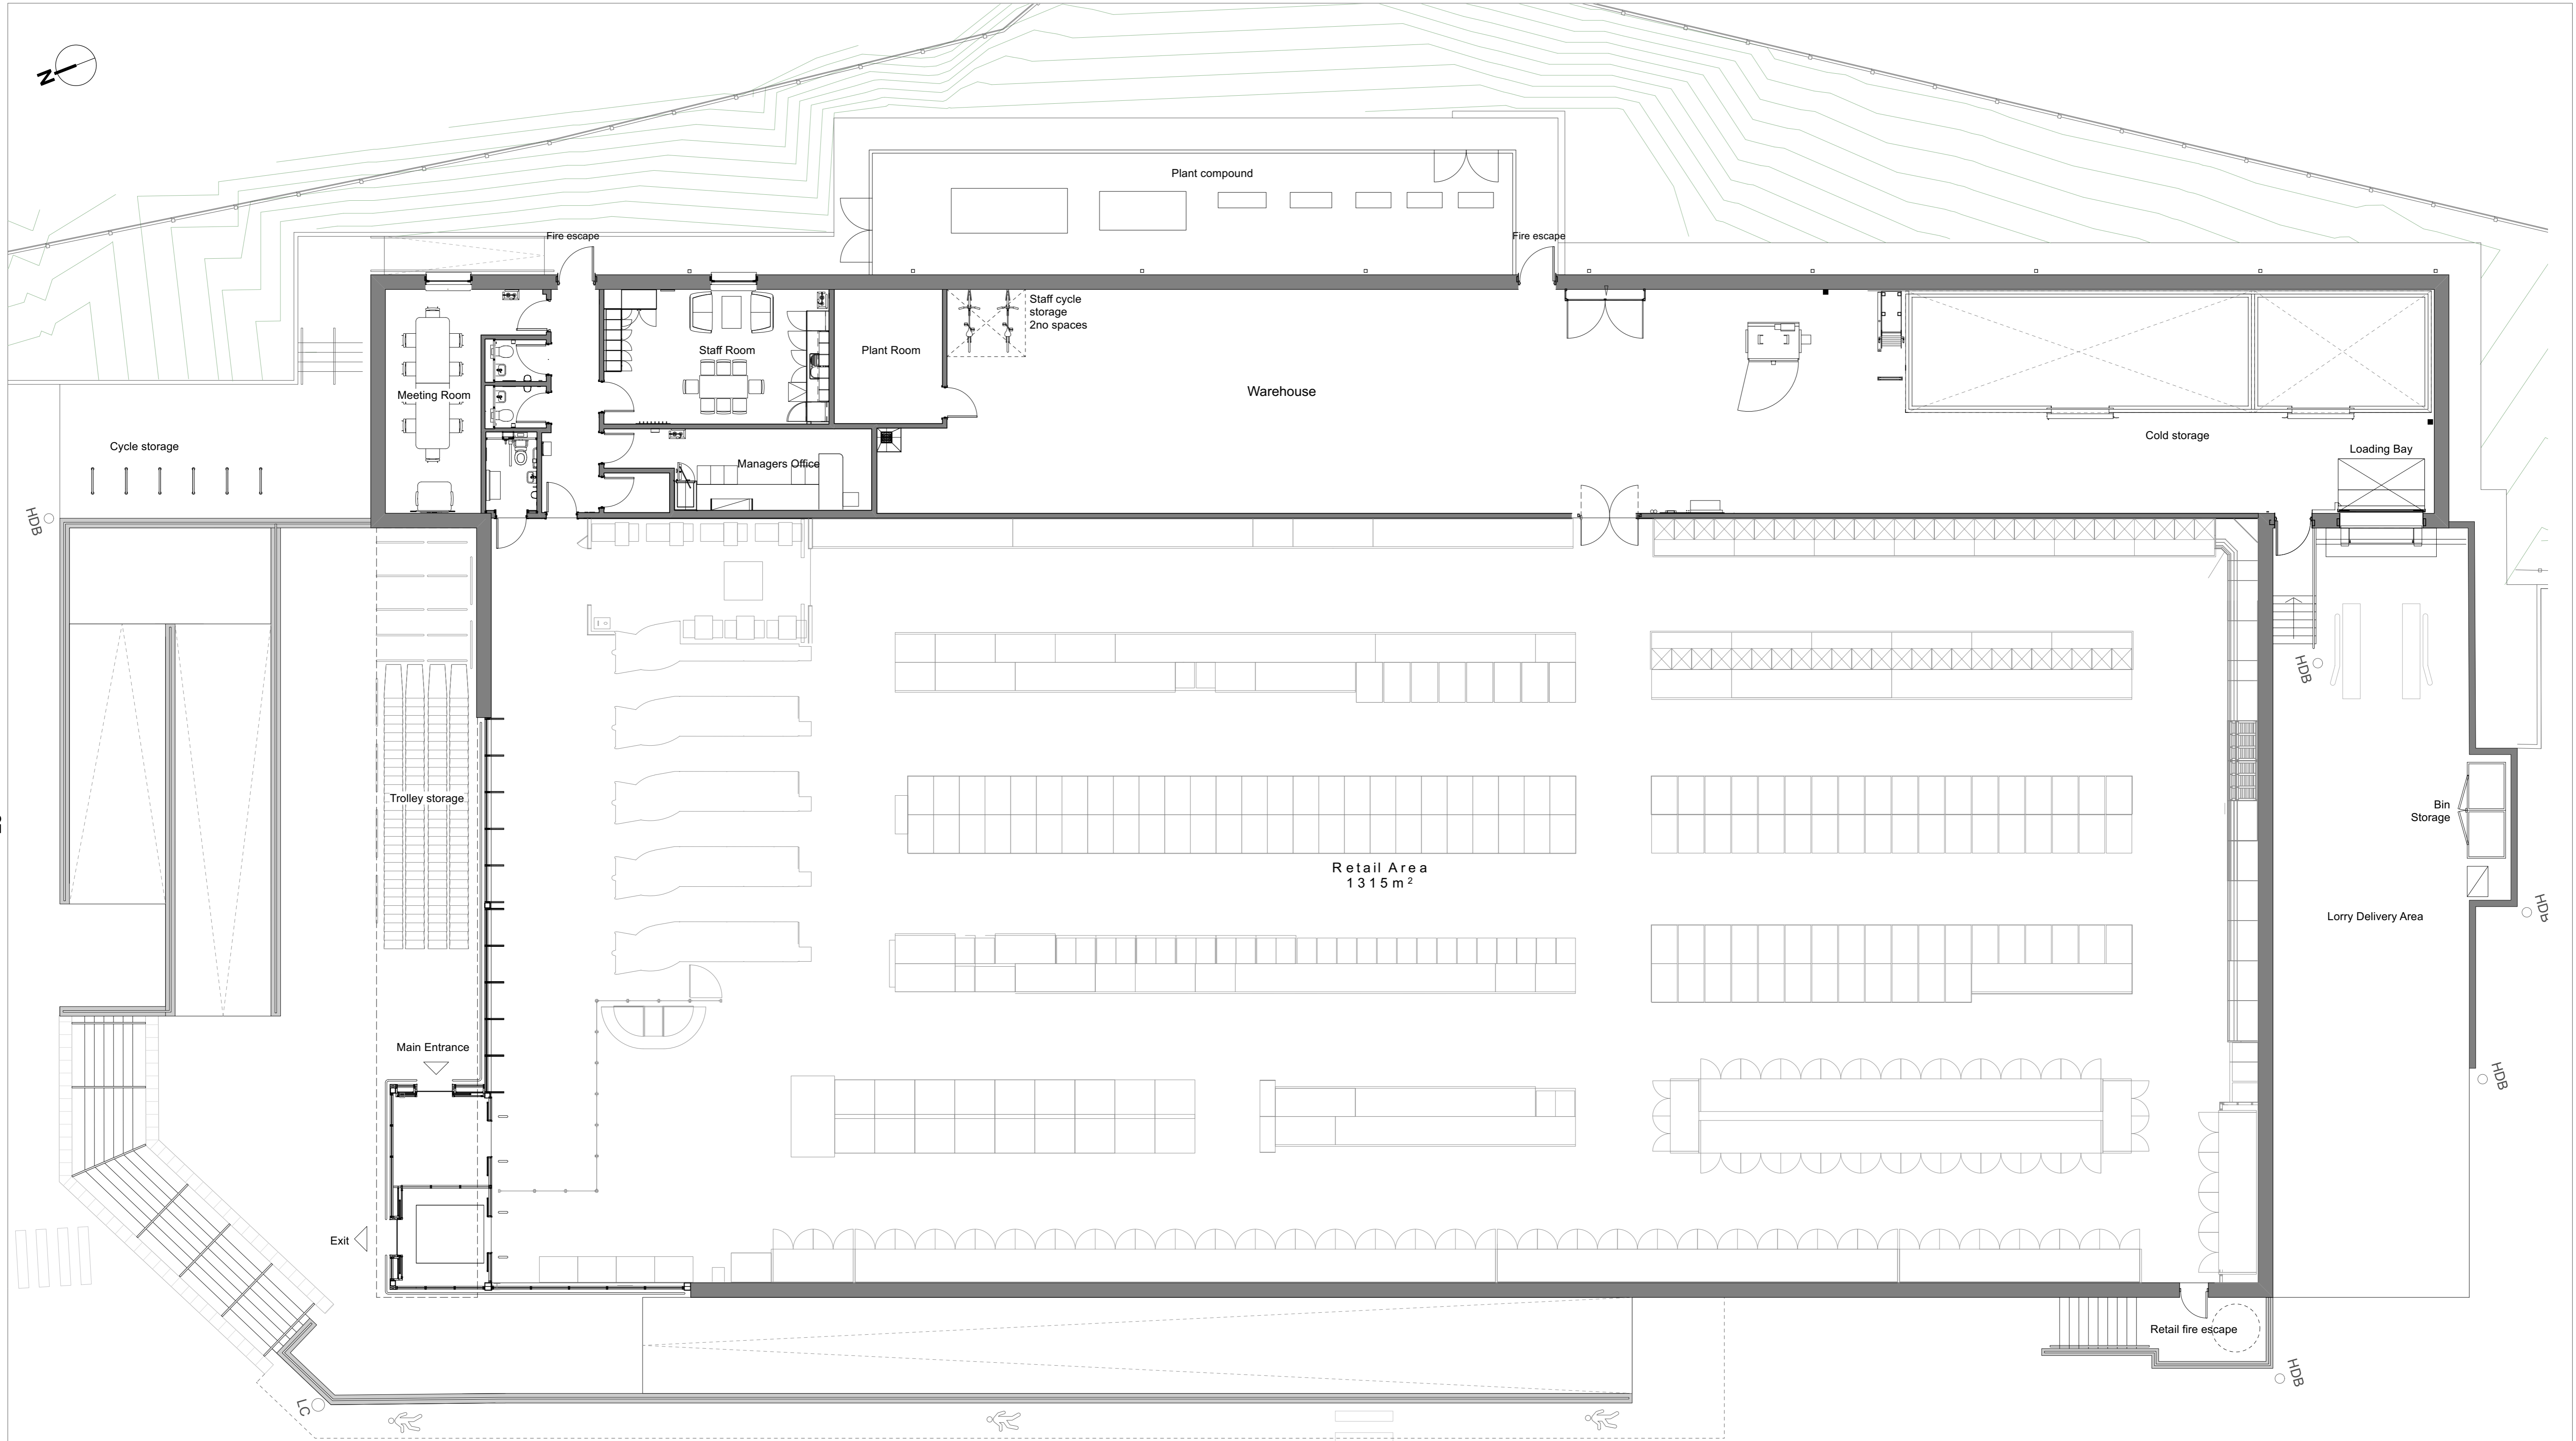 N
Plant compound
Fire escape
Fire escape
Staff cycle
storage
2no spaces
Staff Room
Plant Room
Warehouse
Meeting Room
Cycle storage
Cold storage
Loading Bay
Managers Office
HDB
HDB
Trolley storage
Bin
Storage
Retail Area
1315m²
HDB
Lorry Delivery Area
Main Entrance
HDB
Exit
Retail fire escape
HDB
LC